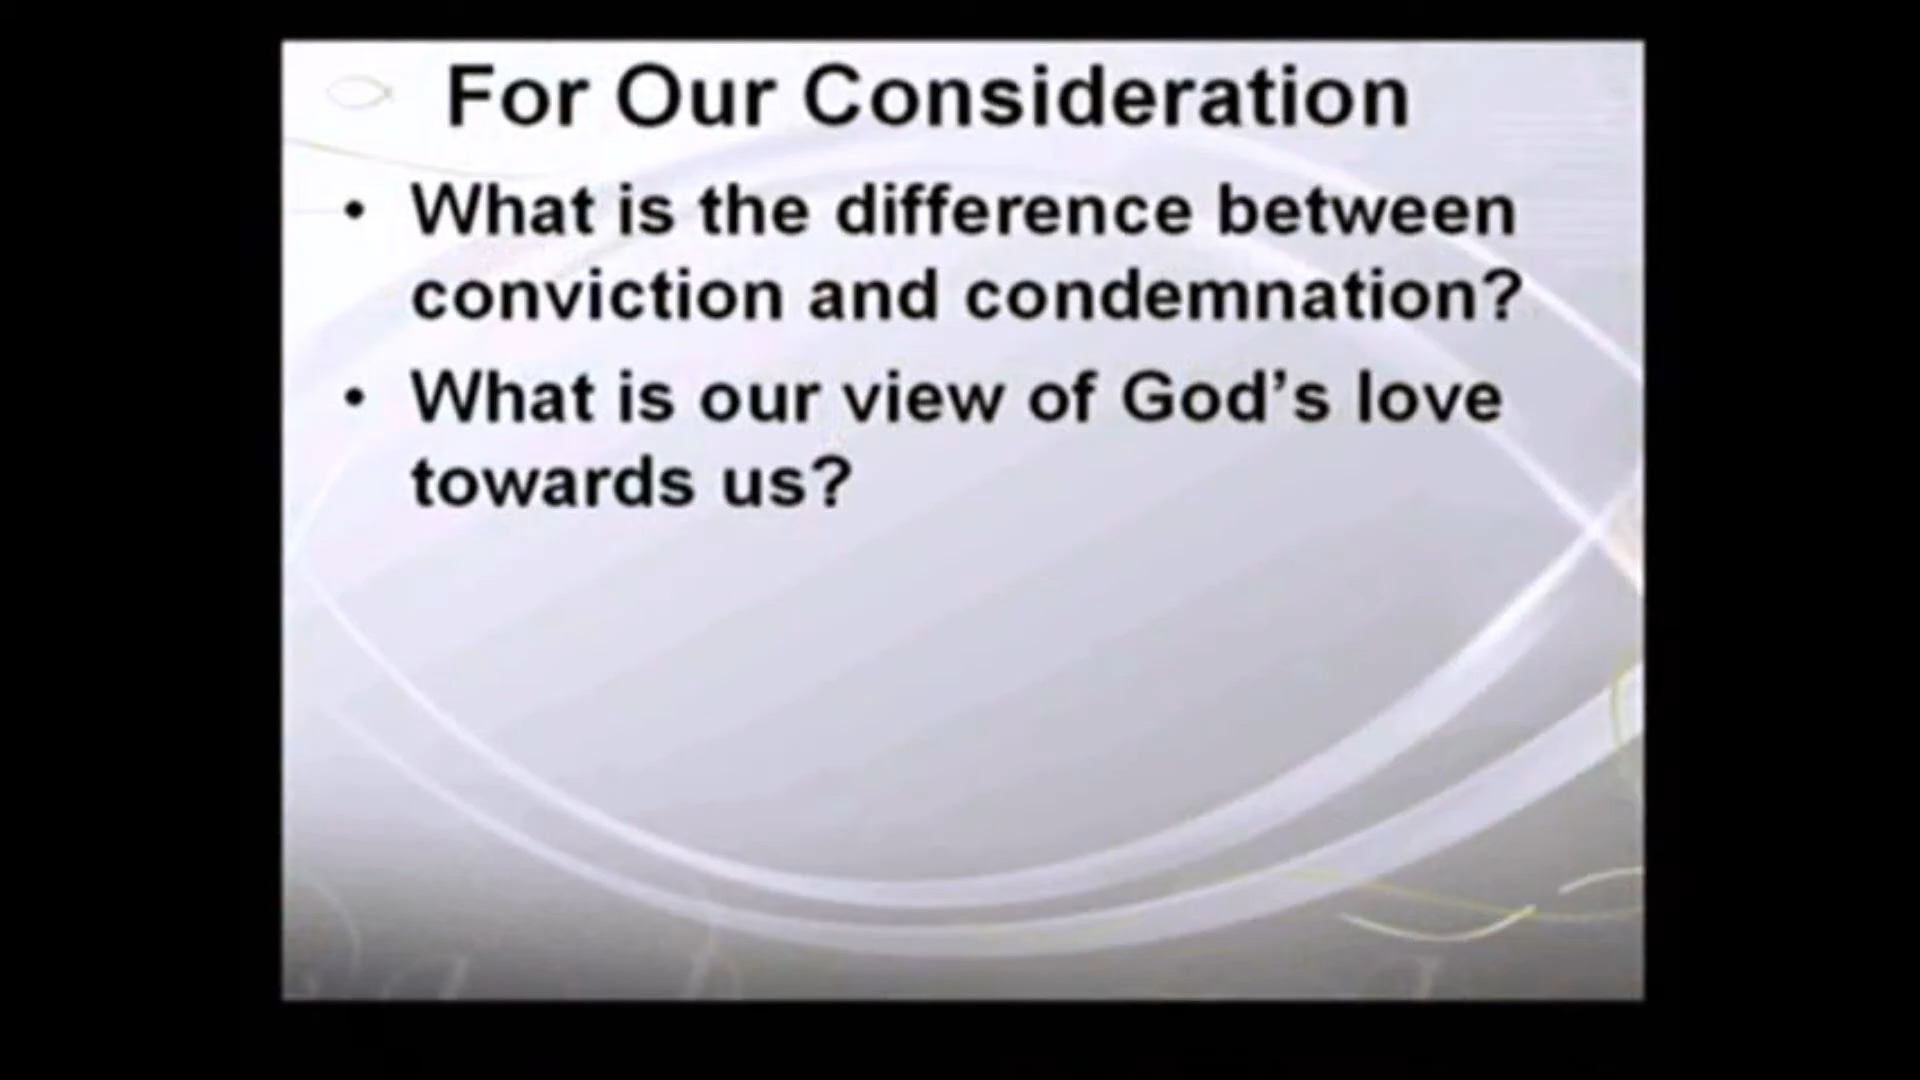 For Our Consideration
• What is the difference between
conviction and condemnation?
• What is our view of God’s love
towards us?